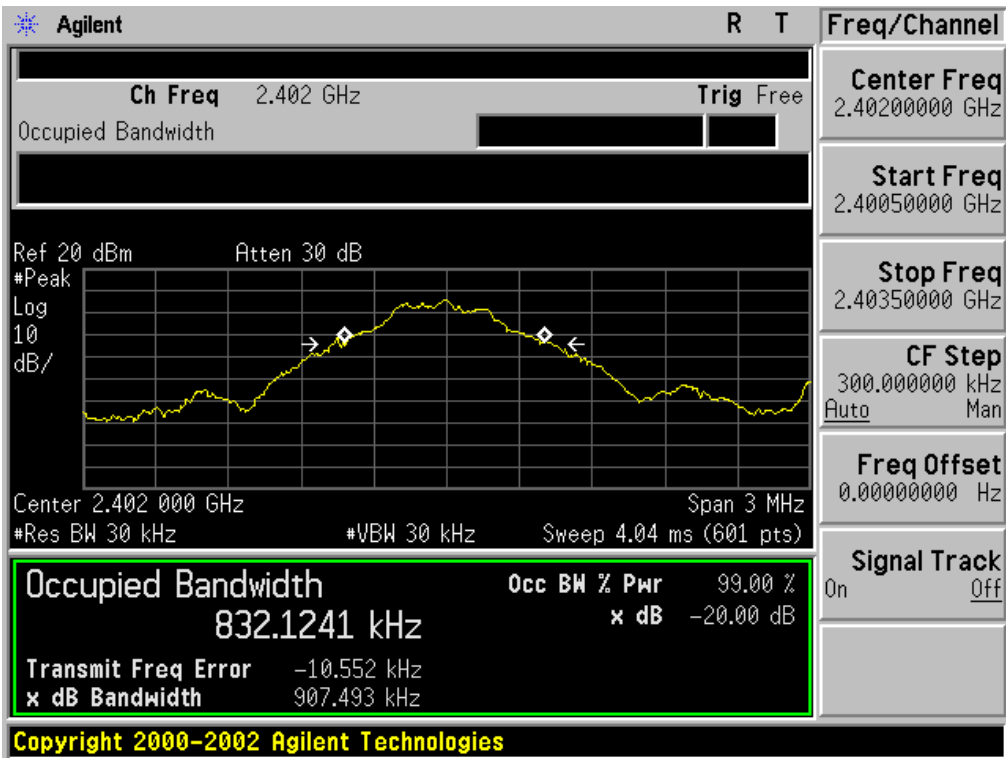 Agilent R T
Ch Freq 2.402 GHz Trig Free
Occupied Bandwidth
Ref 20 dBm Atten 30 dB
#Peak
Log
10
dB/
Center 2.402 000 GHz Span 3 MHz
#Res BW 30 kHz #VBW 30 kHz Sweep 4.04 ms (601 pts)
Occupied Bandwidth Occ BW % Pwr 99.00 %
832.1241 kHz x dB -20.00 dB
Transmit Freq Error -10.552 kHz
x dB Bandwidth 907.493 kHz
Copyright 2000-2002 Agilent Technologies
Freq/Channel
Center Freq
2.40200000 GHz
Start Freq
2.40050000 GHz
Stop Freq
2.40350000 GHz
CF Step
300.000000 kHz
Auto Man
Freq Offset
0.00000000 Hz
Signal Track
On Off